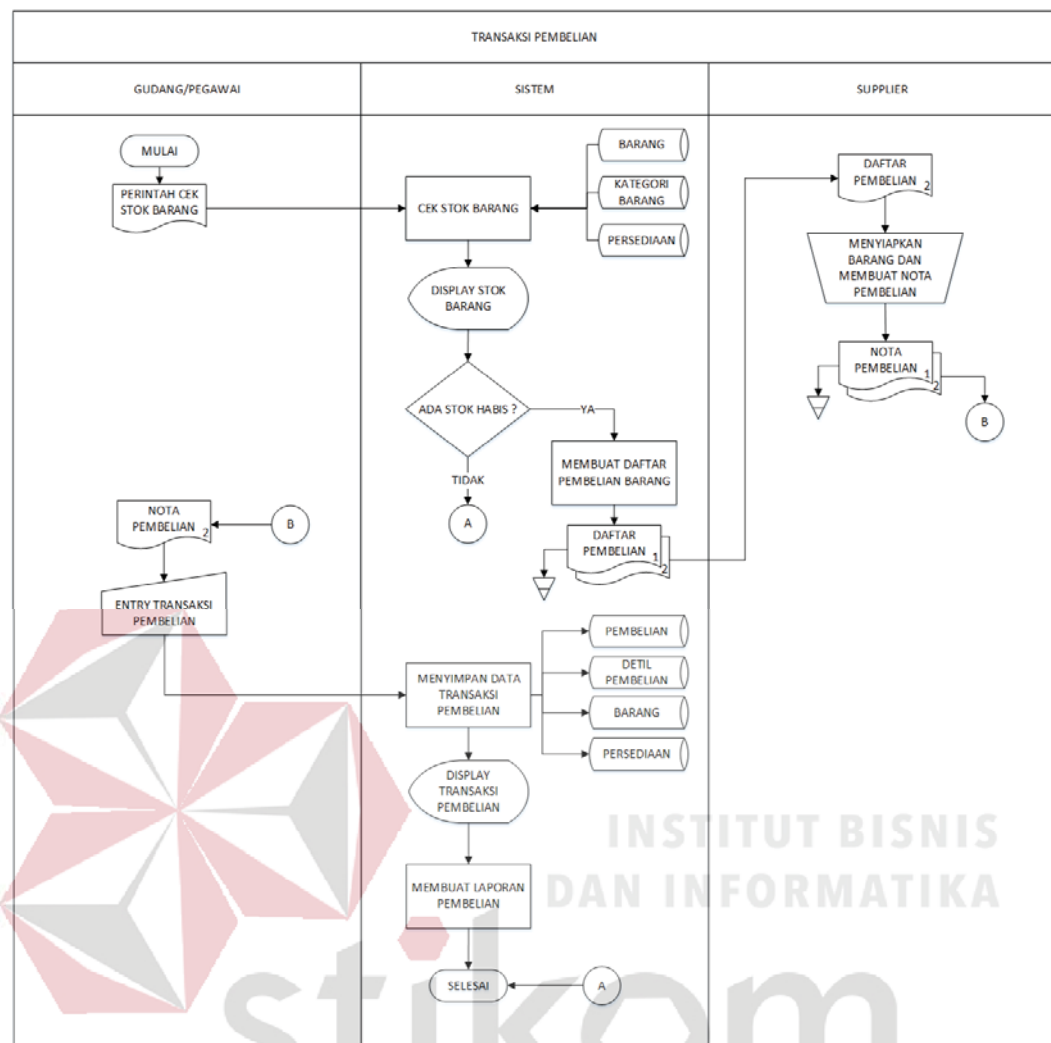 TRANSAKSI PEMBELIAN
GUDANG/PEGAWAI
SISTEM
SUPPLIER
MULAI
PERINTAH CEK
STOK BARANG
CEK STOK BARANG
BARANG
KATEGORI
BARANG
PERSEDIAAN
DISPLAY STOK
BARANG
ADA STOK HABIS ?
YA
TIDAK
A
MEMBUAT DAFTAR
PEMBELIAN BARANG
DAFTAR
PEMBELIAN
1
2
DAFTAR
PEMBELIAN
2
MENYIAPKAN
BARANG DAN
MEMBUAT NOTA
PEMBELIAN
NOTA
PEMBELIAN
1
2
B
B
NOTA
PEMBELIAN
2
ENTRY TRANSAKSI
PEMBELIAN
MENYIMPAN DATA
TRANSAKSI
PEMBELIAN
PEMBELIAN
DETIL
PEMBELIAN
BARANG
PERSEDIAAN
DISPLAY
TRANSAKSI
PEMBELIAN
MEMBUAT LAPORAN
PEMBELIAN
SELESAI
A
INSTITUT BISNIS
DAN INFORMATIKA
stikom